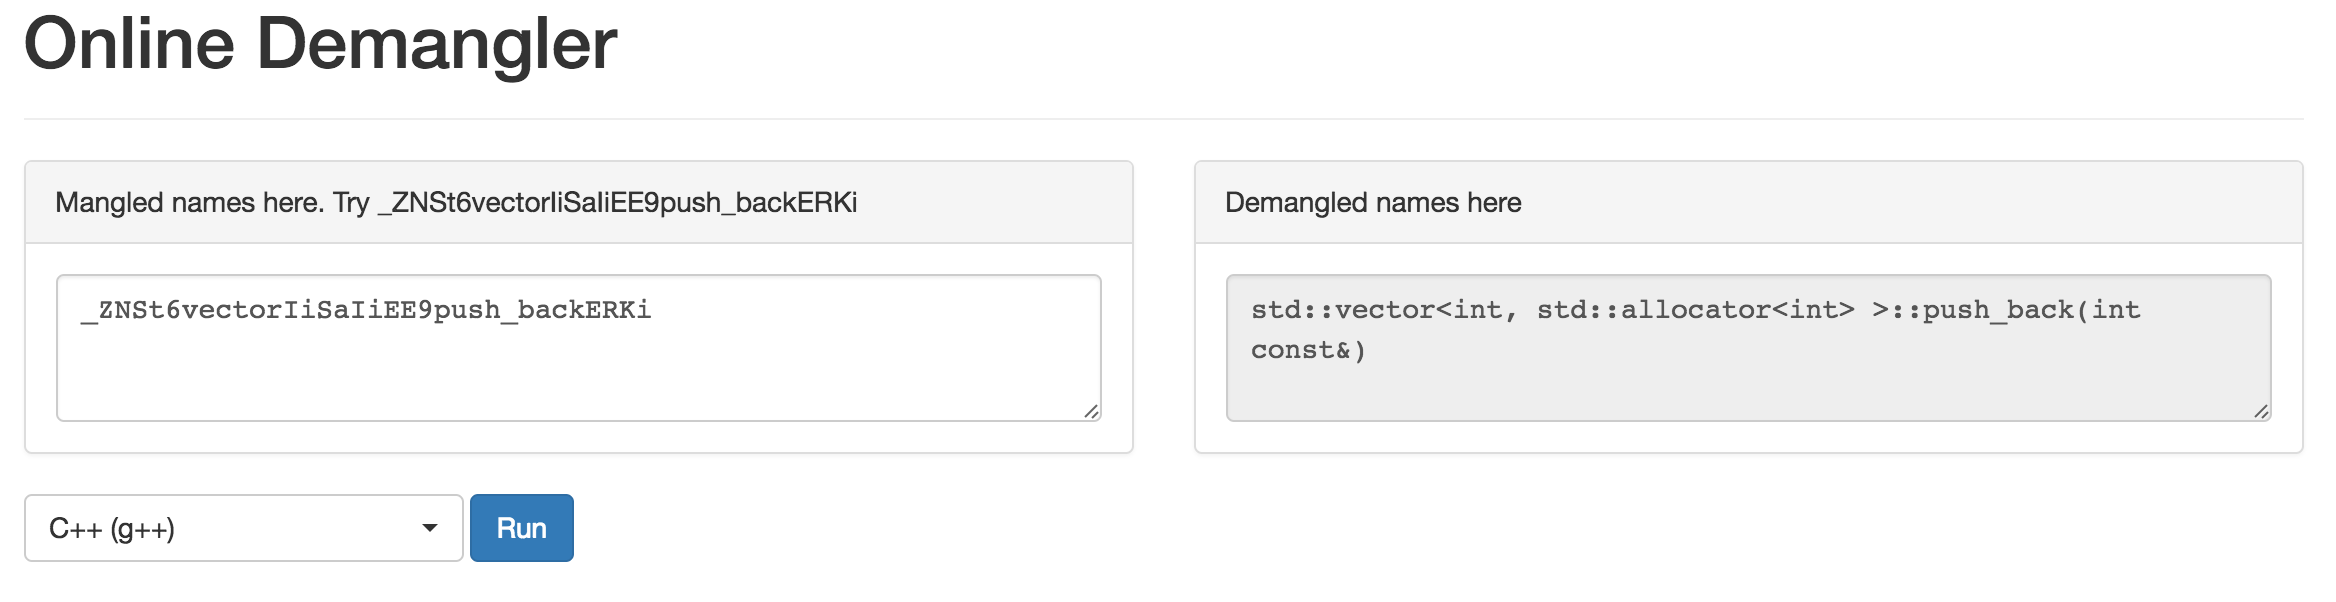 Online Demangler
Mangled names here. Try _ZNSt6vectorIiSaIiEE9push_backERKi
Demangled names here
_ZNSt6vectorIiSaIiEE9push_backERKi
std::vector<int, std::allocator<int> >::push_back(int
const&)
C++ (g++)
Run